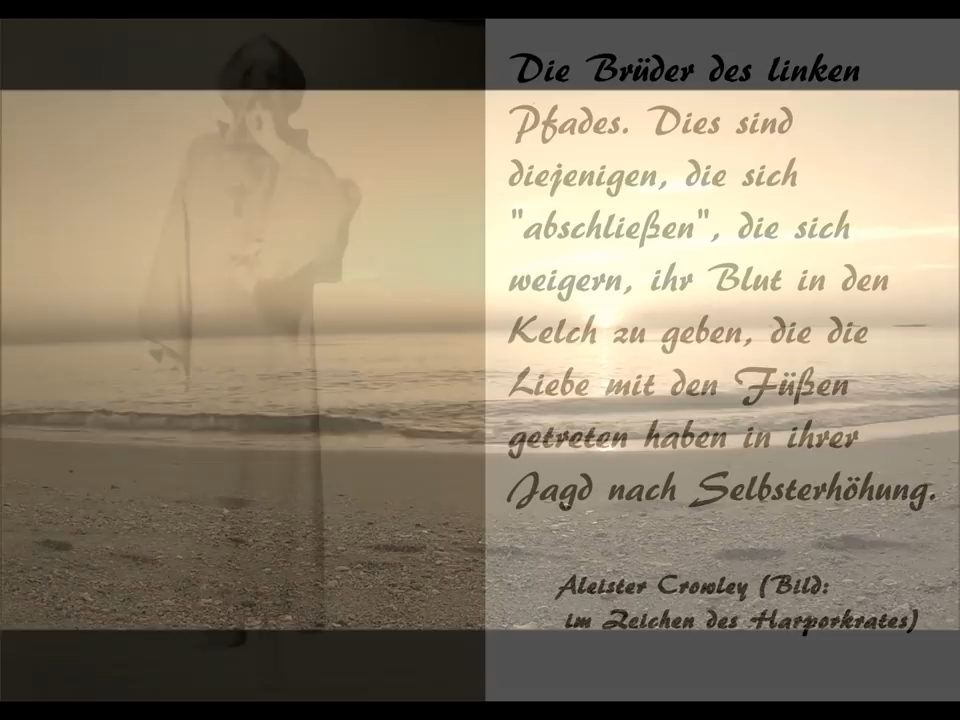 Die Brüder des linken
Pfades. Dies sind
diejenigen, die sich
"abschließen", die sich
weigern, ihr Blut in den
Kelch zu geben, die die
Liebe mit den Füßen
getreten haben in ihrer
Jagd nach Selbsterhöhung.
Aleister Crowley (Bild:
im Zeichen des Harporkrates)